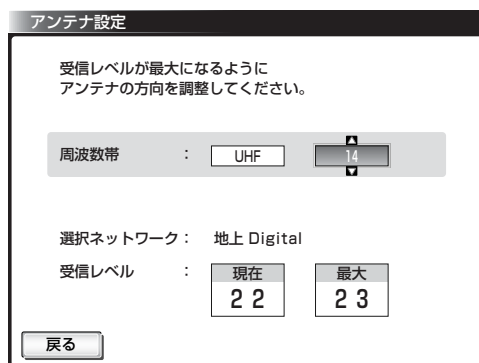 アンテナ設定
受信レベルが最大になるように
アンテナの方向を調整してください。
周波数帯 : UHF 14
選択ネットワーク: 地上 Digital
受信レベル : 現在 最大
22 23
戻る